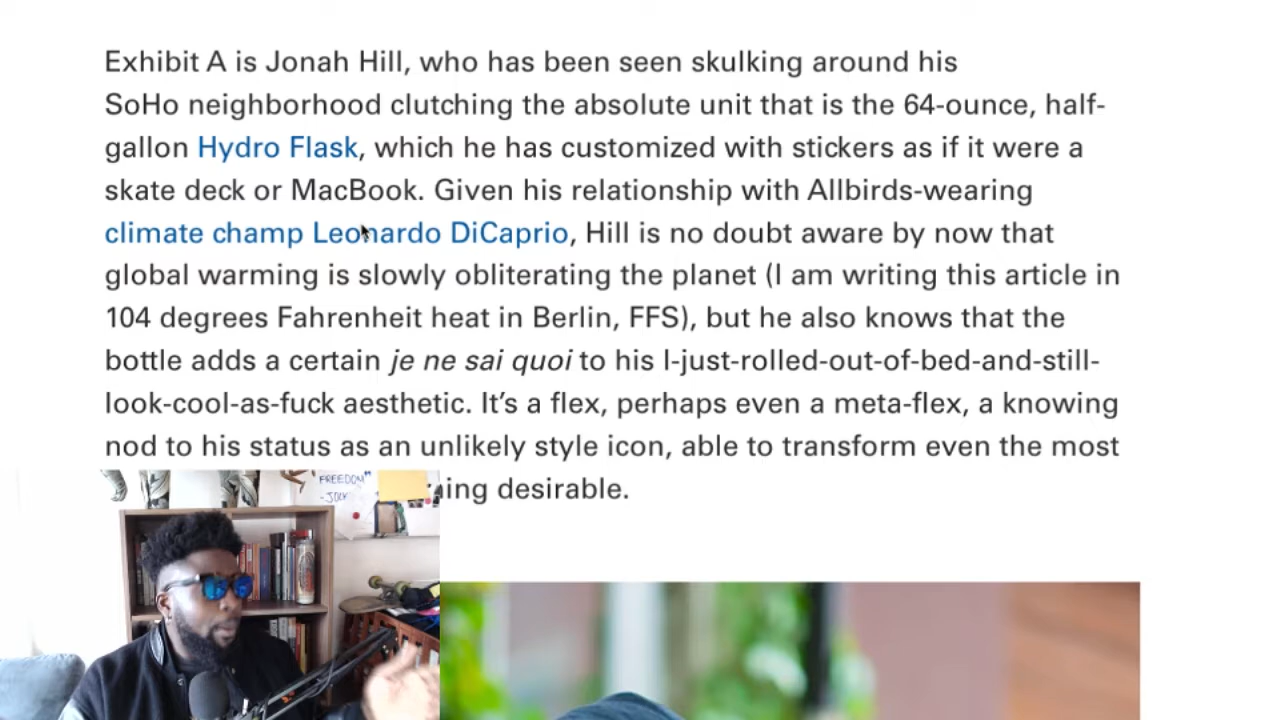 Exhibit A is Jonah Hill, who has been seen skulking around his
SoHo neighborhood clutching the absolute unit that is the 64-ounce, half-
gallon Hydro Flask, which he has customized with stickers as if it were a
skate deck or MacBook. Given his relationship with Allbirds-wearing
climate champ Leonardo DiCaprio, Hill is no doubt aware by now that
global warming is slowly obliterating the planet (I am writing this article in
104 degrees Fahrenheit heat in Berlin, FFS), but he also knows that the
bottle adds a certain je ne sai quoi to his I-just-rolled-out-of-bed-and-still-
look-cool-as-fuck aesthetic. It’s a flex, perhaps even a meta-flex, a knowing
nod to his status as an unlikely style icon, able to transform even the most
ing desirable.
FREEDOM"
-JOLY